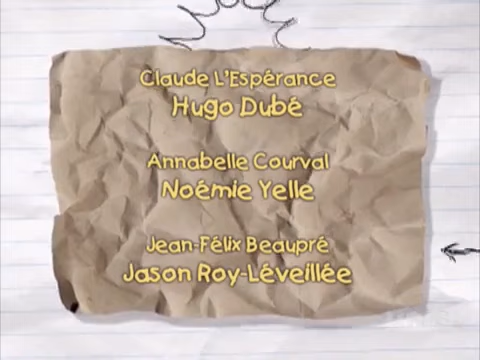 Claude L'Espérance
Hugo Dubé
Annabelle Courval
Noémie Yelle
Jean-Félix Beaupré
Jason Roy-Léveillée